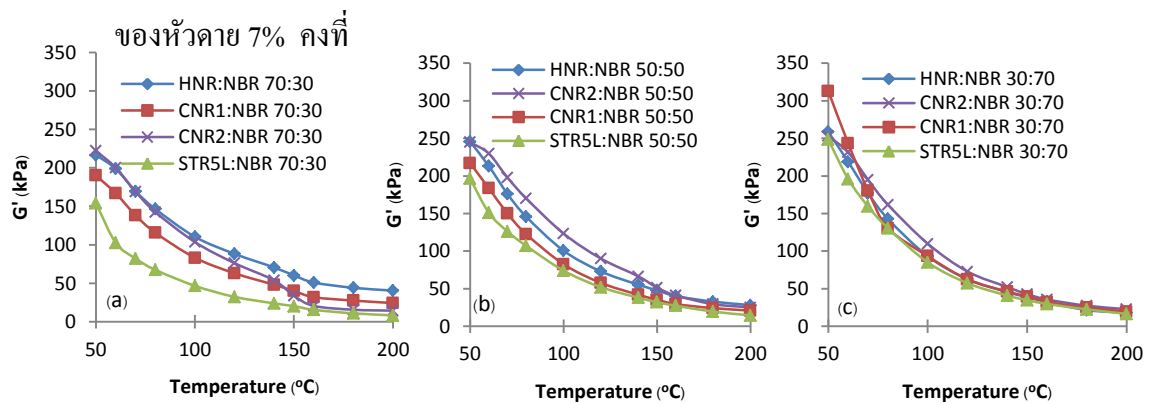 ของหัวดาย 7% คงที่
350
300
250
200
150
100
50
0
G' (kPa)
HNR:NBR 70:30
CNR1:NBR 70:30
CNR2:NBR 70:30
STR5L:NBR 70:30
(a)
50 100 150 200
Temperature (°C)
350
300
250
200
150
100
50
0
G' (kPa)
HNR:NBR 50:50
CNR2:NBR 50:50
CNR1:NBR 50:50
STR5L:NBR 50:50
(b)
50 100 150 200
Temperature (°C)
350
300
250
200
150
100
50
0
G' (kPa)
HNR:NBR 30:70
CNR2:NBR 30:70
CNR1:NBR 30:70
STR5L:NBR 30:70
(c)
50 100 150 200
Temperature (°C)